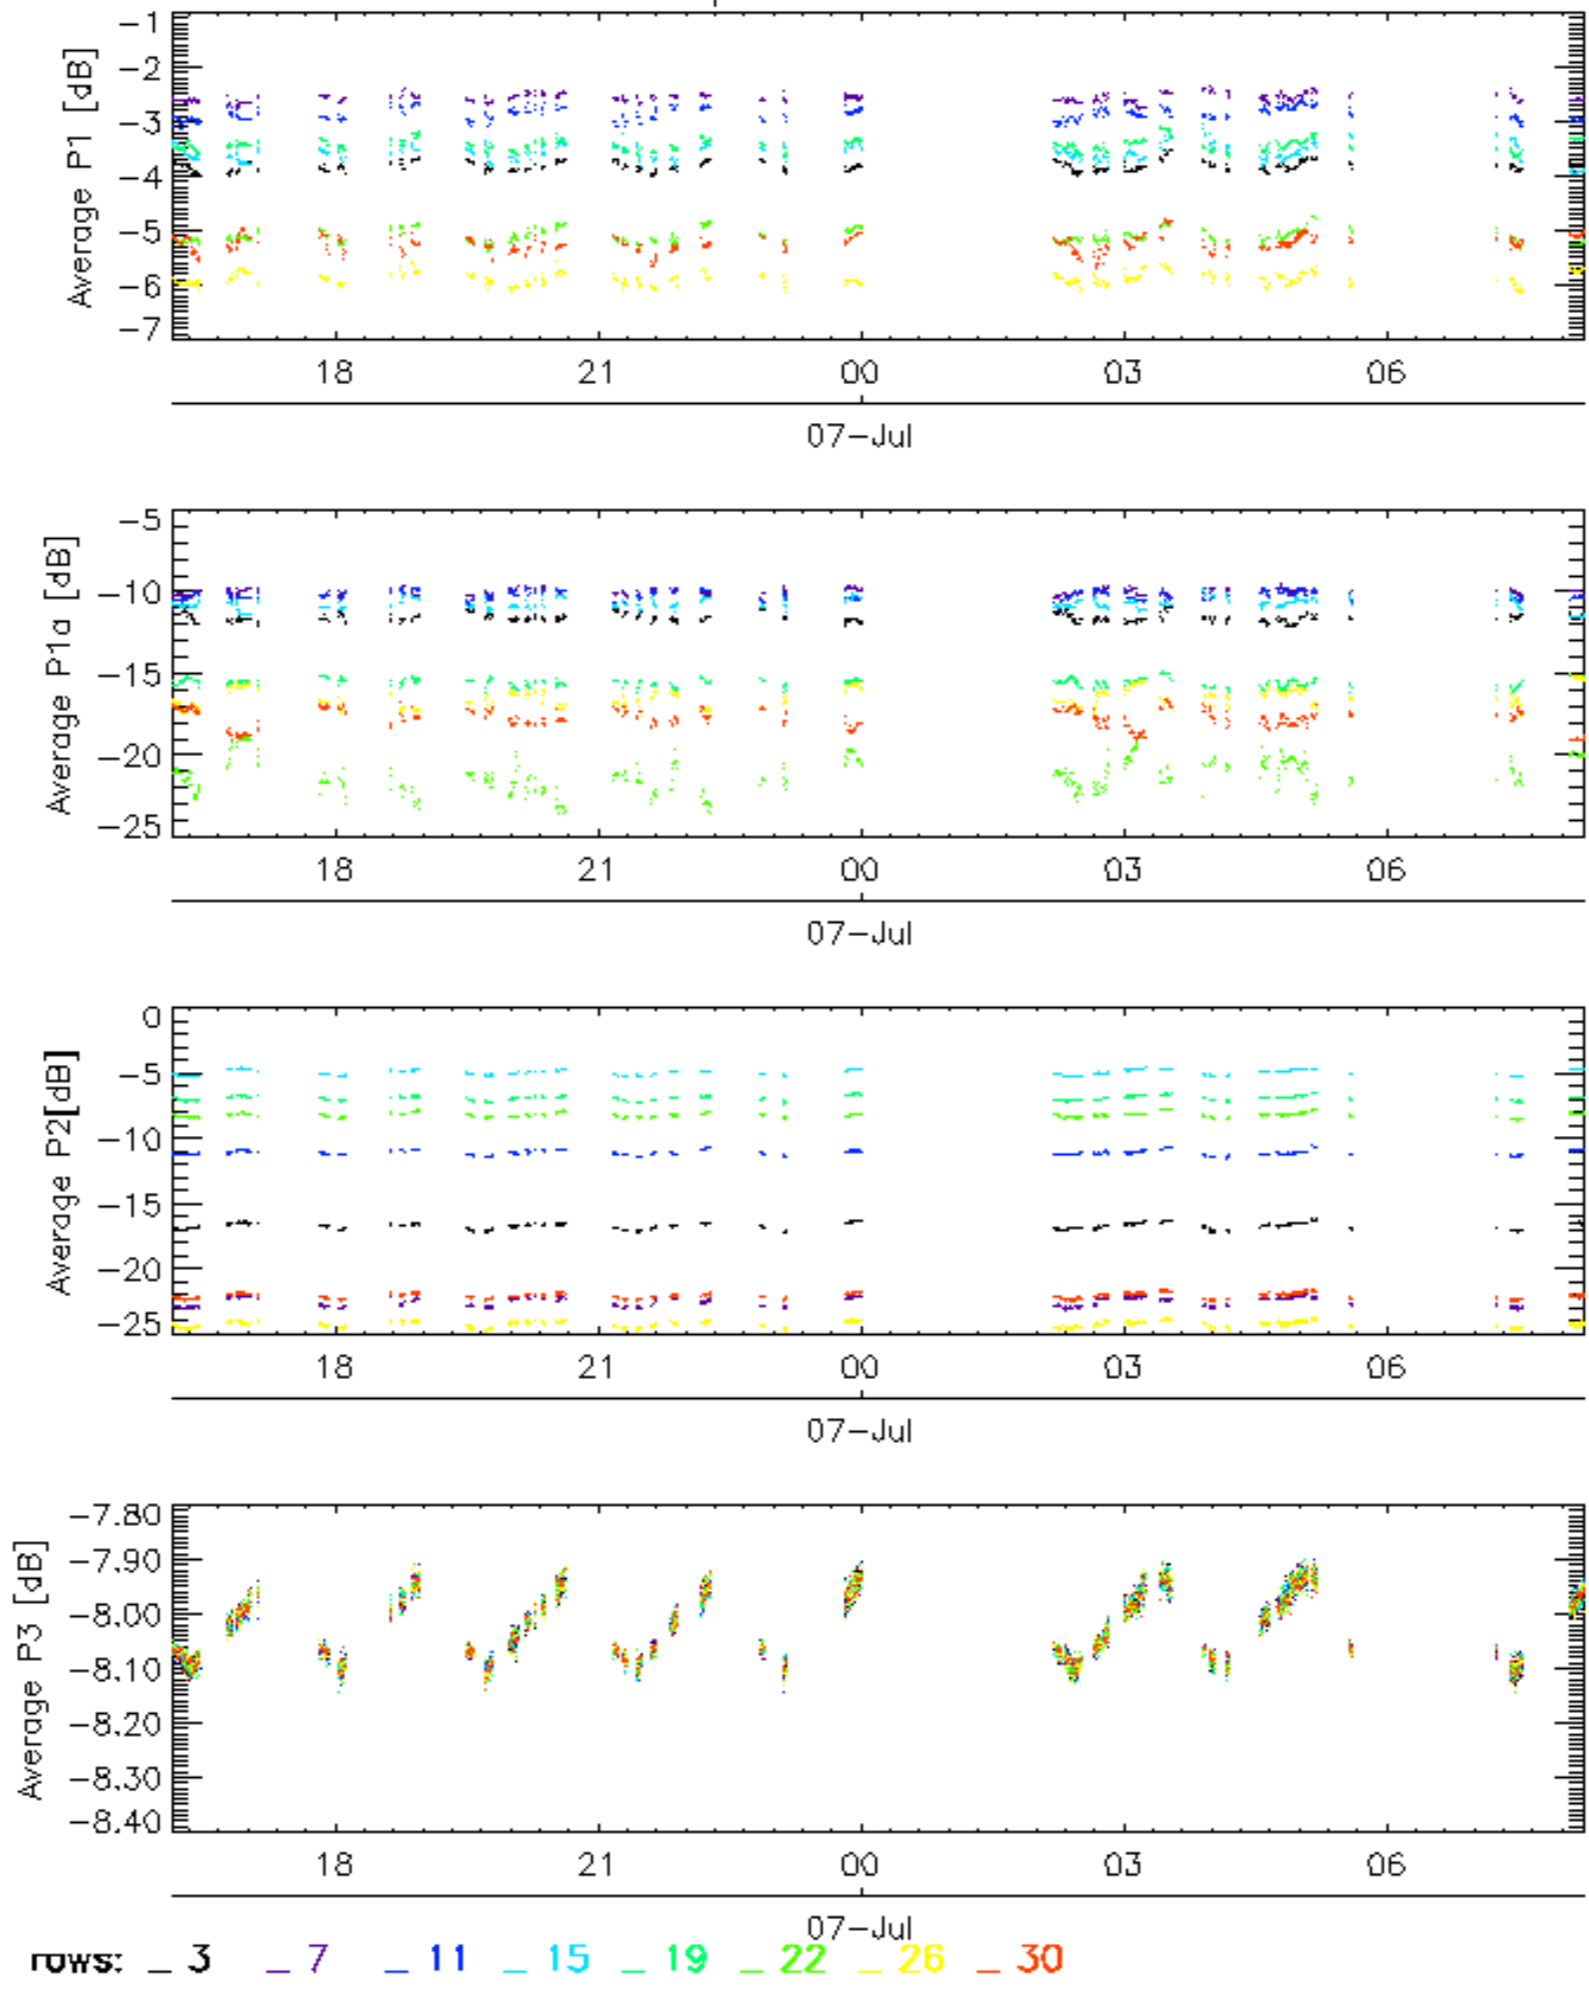 Average P1 [dB]
-1
-2
-3
-4
-5
-6
-7
18 21 00 03 06
07-Jul
Average P1a [dB]
-5
-10
-15
-20
-25
18 21 00 03 06
07-Jul
Average P2[dB]
0
-5
-10
-15
-20
-25
18 21 00 03 06
07-Jul
Average P3 [dB]
-7.80
-7.90
-8.00
-8.10
-8.20
-8.30
-8.40
18 21 00 03 06
07-Jul
rows: _ 3 _ 7 _ 11 _ 15 _ 19 _ 22 _ 26 _ 30